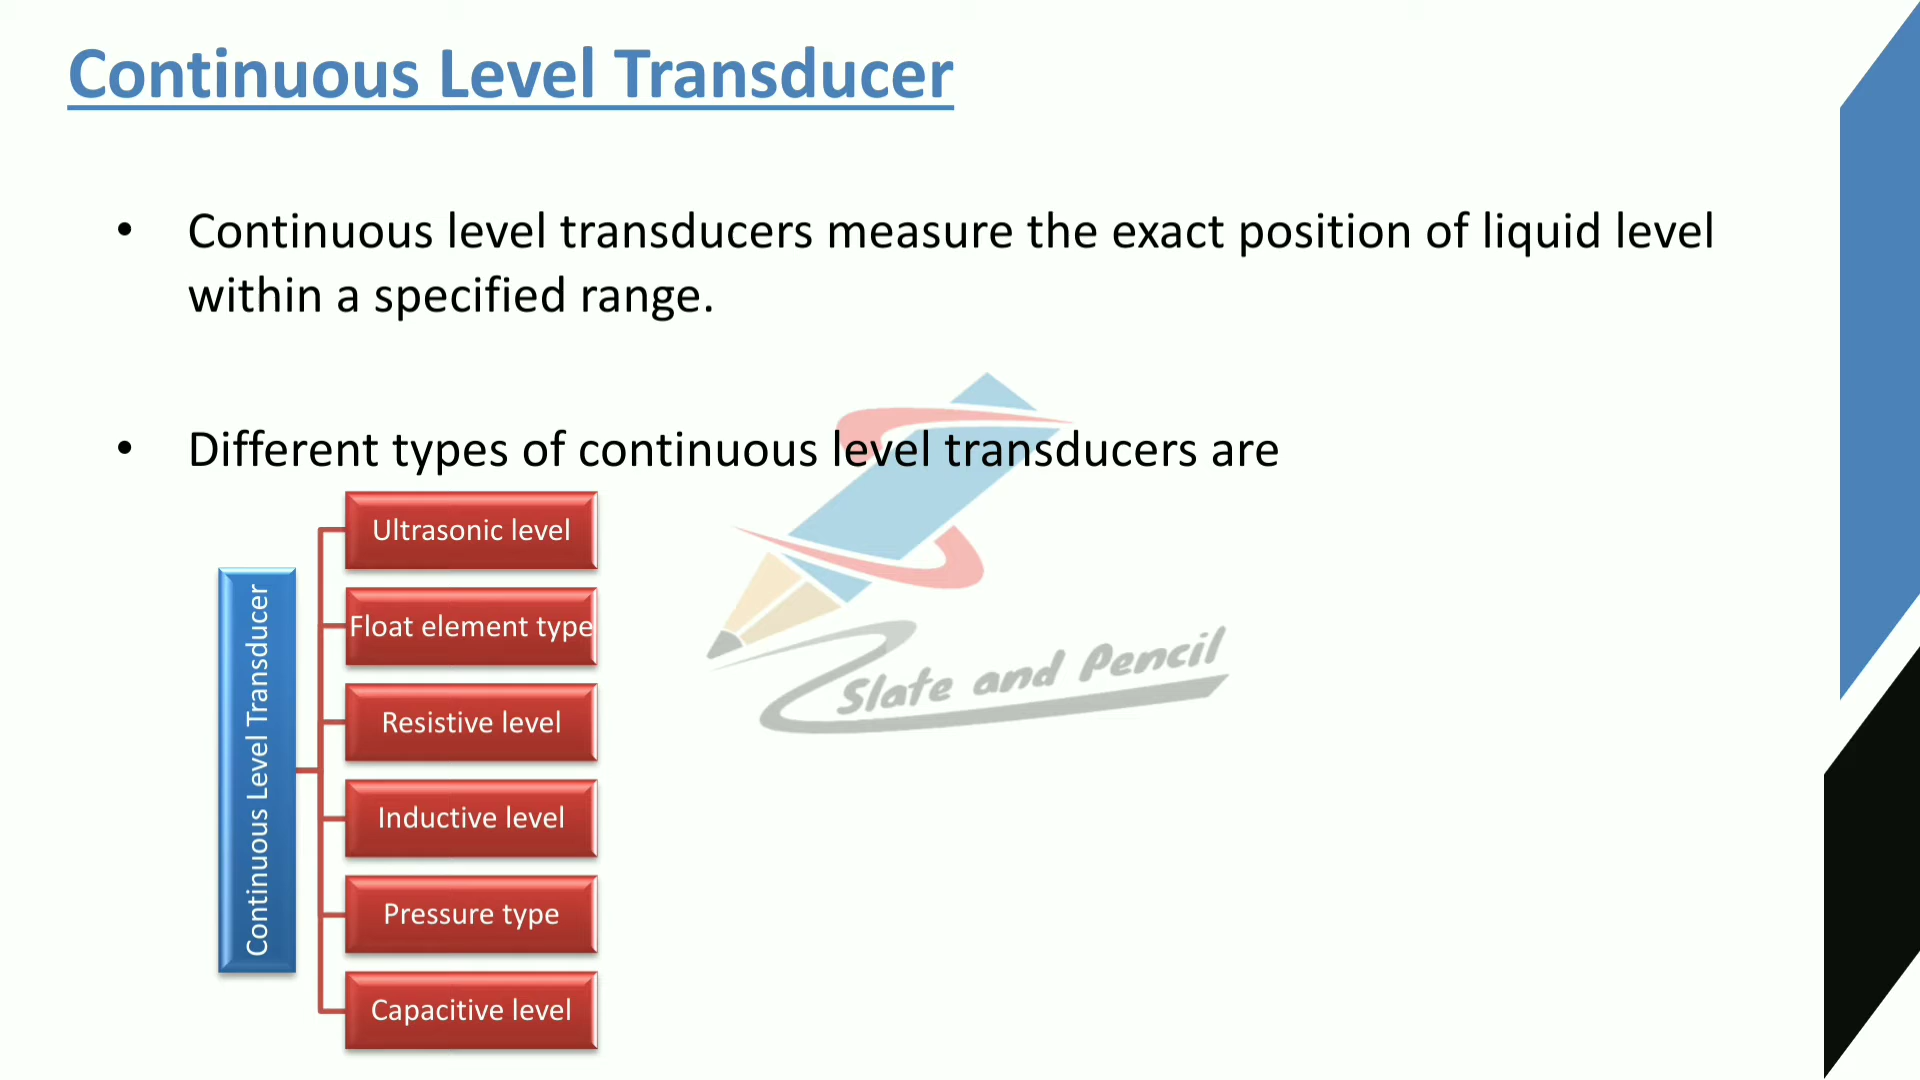 Continuous Level Transducer
• Continuous level transducers measure the exact position of liquid level
within a specified range.
• Different types of continuous level transducers are
Continuous Level Transducer
Ultrasonic level
Float element type
Resistive level
Inductive level
Pressure type
Capacitive level
Slate and Pencil